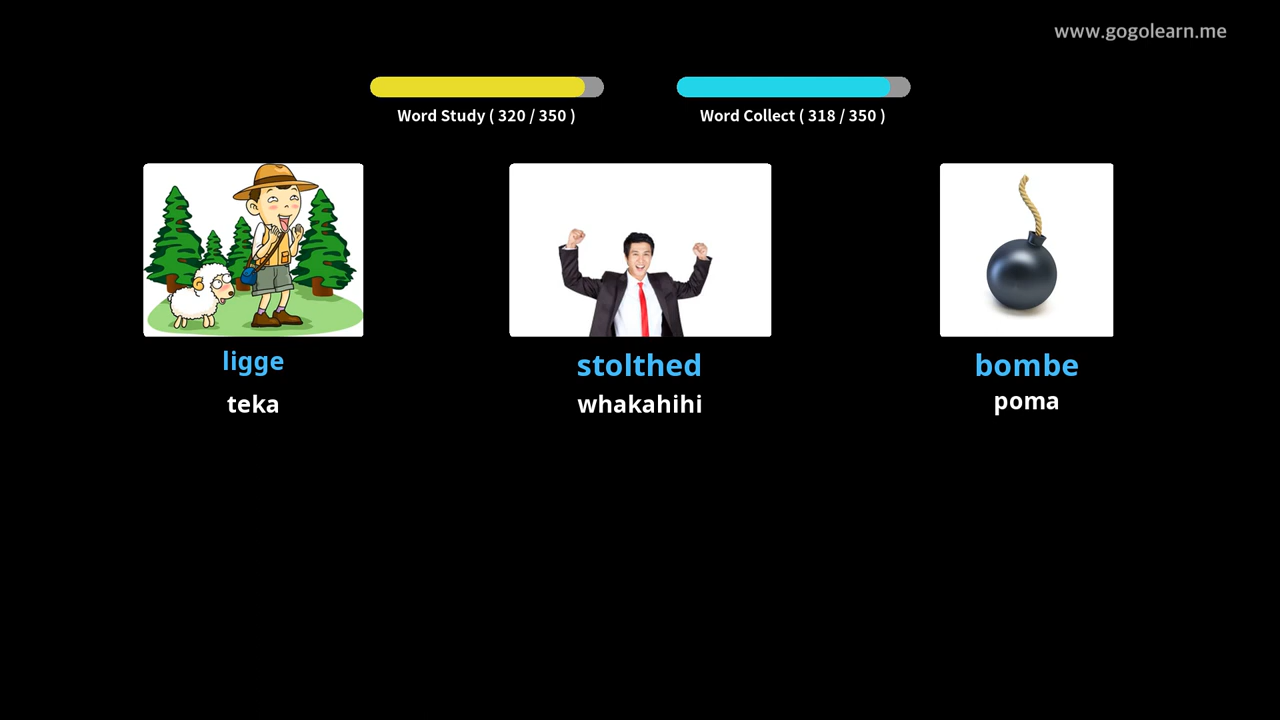 www.gogolearn.me
Word Study ( 320 / 350 )
Word Collect ( 318 / 350 )
ligge
stolthed
bombe
teka
whakahihi
poma